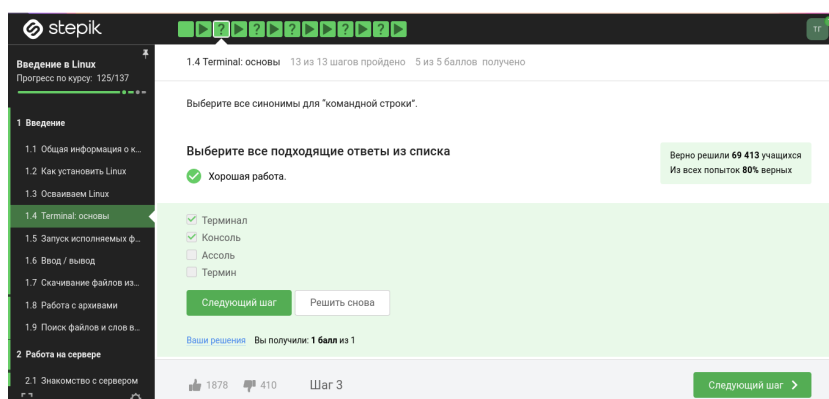 stepik
ТГ
Введение в Linux
Прогресс по курсу: 125/137
1 Введение
1.1 Общая информация о к...
1.2 Как установить Linux
1.3 Осваиваем Linux
1.4 Terminal: основы
1.5 Запуск исполняемых ф...
1.6 Ввод / вывод
1.7 Скачивание файлов из...
1.8 Работа с архивами
1.9 Поиск файлов и слов в...
2 Работа на сервере
2.1 Знакомство с сервером
1.4 Terminal: основы 13 из 13 шагов пройдено 5 из 5 баллов получено
Выберите все синонимы для "командной строки".
Выберите все подходящие ответы из списка
Хорошая работа.
Верно решили 69 413 учащихся
Из всех попыток 80% верных
Терминал
Консоль
Ассоль
Термин
Следующий шаг Решить снова
Ваши решения Вы получили: 1 балл из 1
1878 410 Шаг 3 Следующий шаг